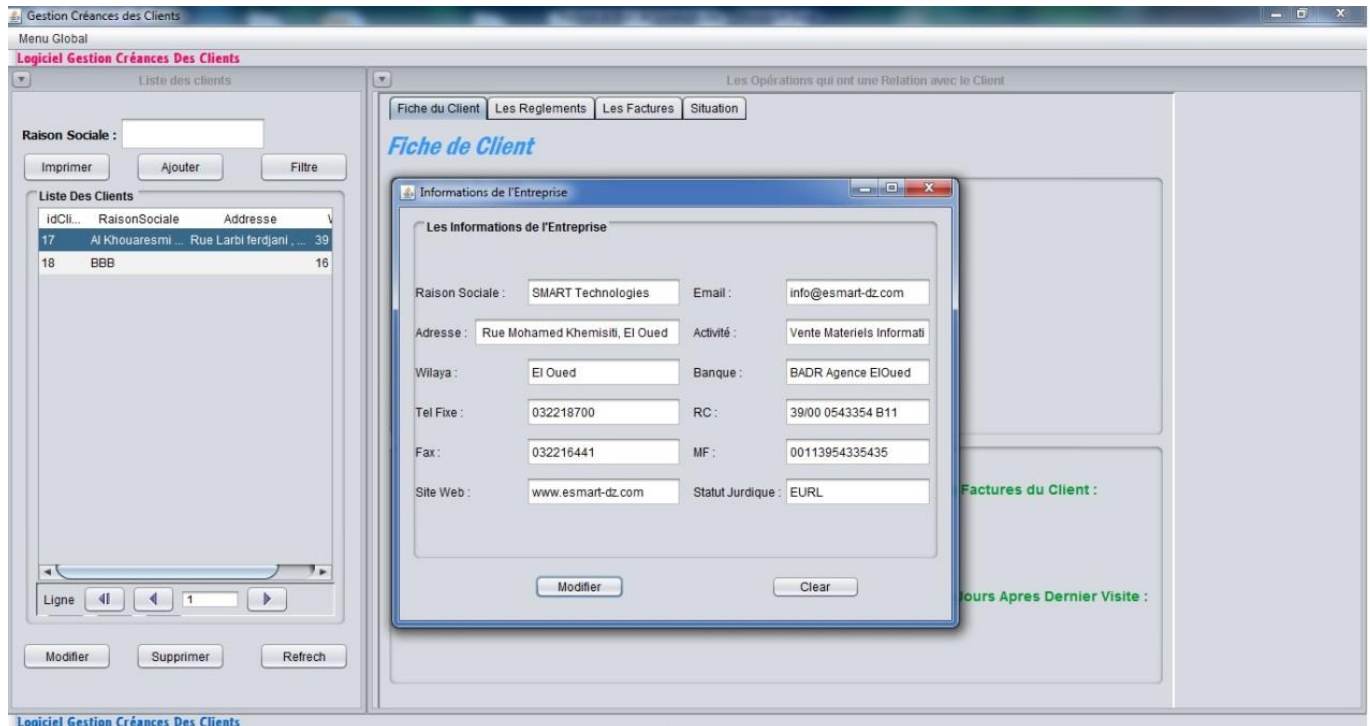 Gestion Créances des Clients
Menu Global
Logiciel Gestion Créances Des Clients
Liste des clients
Les Opérations qui ont une Relation avec le Client
Fiche du Client Les Reglements Les Factures Situation
Fiche de Client
Raison Sociale :
Imprimer Ajouter Filtre
Liste Des Clients
idCli... RaisonSociale Addresse
17 Al Khouaresmi ... Rue Larbi ferdjani , ... 39
18 BBB 16
Ligne 1
Modifier Supprimer Refrech
Informations de l'Entreprise
Les Informations de l'Entreprise
Raison Sociale : SMART Technologies Email : info@esmart-dz.com
Adresse : Rue Mohamed Khemisiti, El Oued Activité : Vente Materiels Informati
Wilaya : El Oued Banque : BADR Agence ElOued
Tel Fixe : 032218700 RC : 39/00 0543354 B11
Fax : 032216441 MF : 00113954335435
Site Web : www.esmart-dz.com Statut Jurdique : EURL
Modifier Clear
Factures du Client :
Jours Apres Dernier Visite :
Logiciel Gestion Créances Des Clients